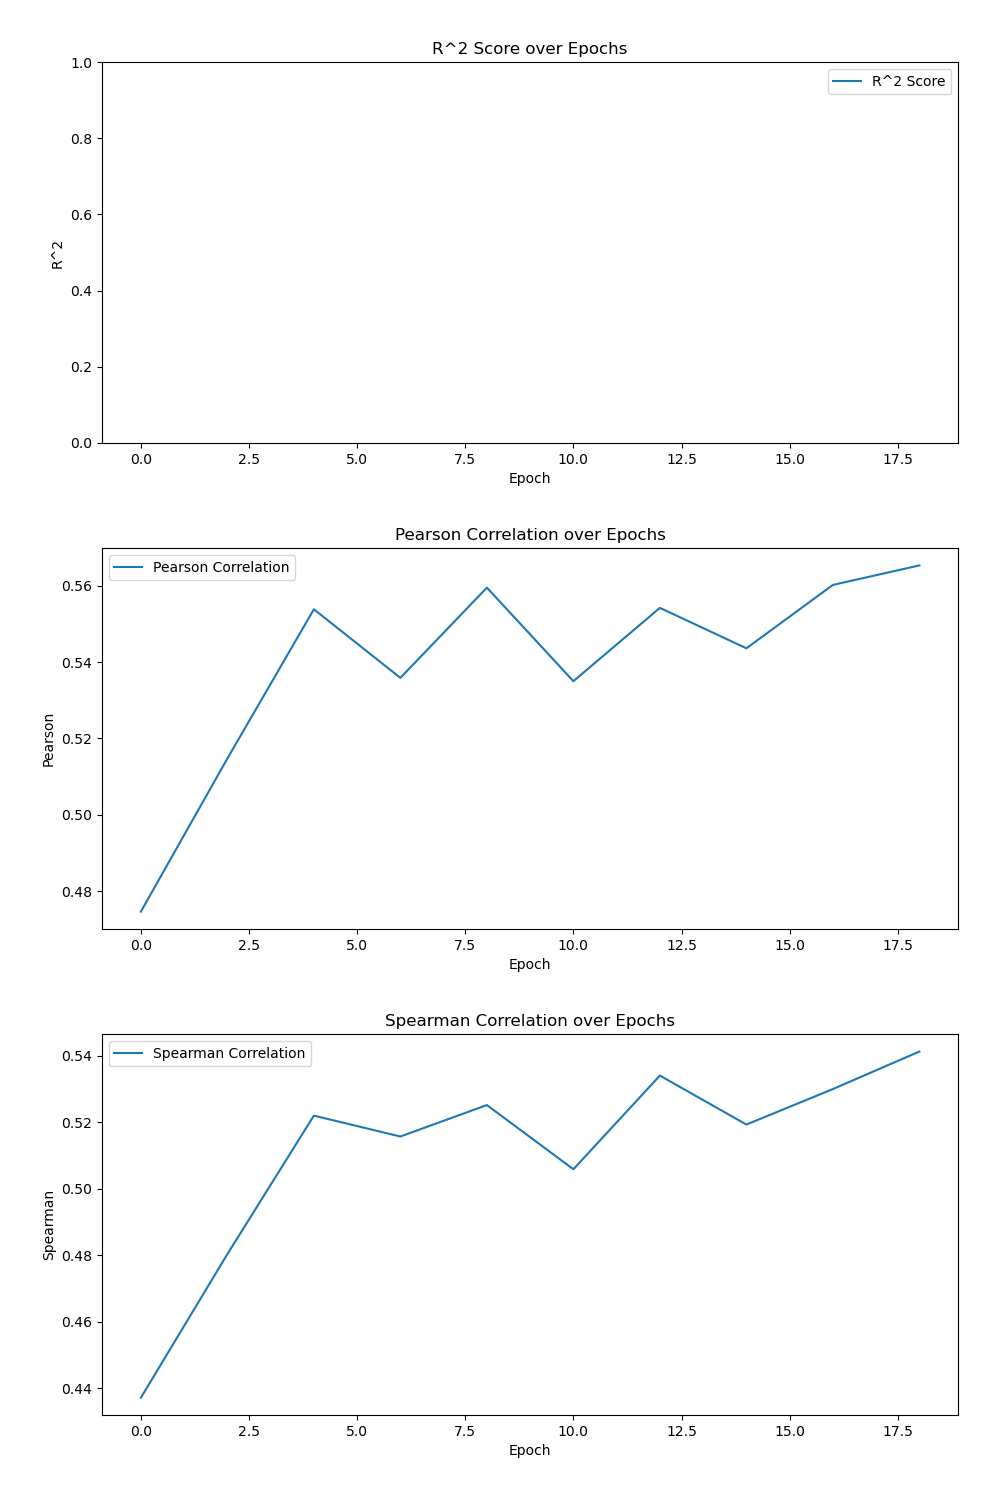 R^2 Score over Epochs
1.0
R^2 Score
0.8
0.6
R^2
0.4
0.2
0.0
0.0 2.5 5.0 7.5 10.0 12.5 15.0 17.5
Epoch
Pearson Correlation over Epochs
Pearson Correlation
0.56
0.54
0.52
Pearson
0.50
0.48
0.0 2.5 5.0 7.5 10.0 12.5 15.0 17.5
Epoch
Spearman Correlation over Epochs
Spearman Correlation
0.54
0.52
0.50
Spearman
0.48
0.46
0.44
0.0 2.5 5.0 7.5 10.0 12.5 15.0 17.5
Epoch